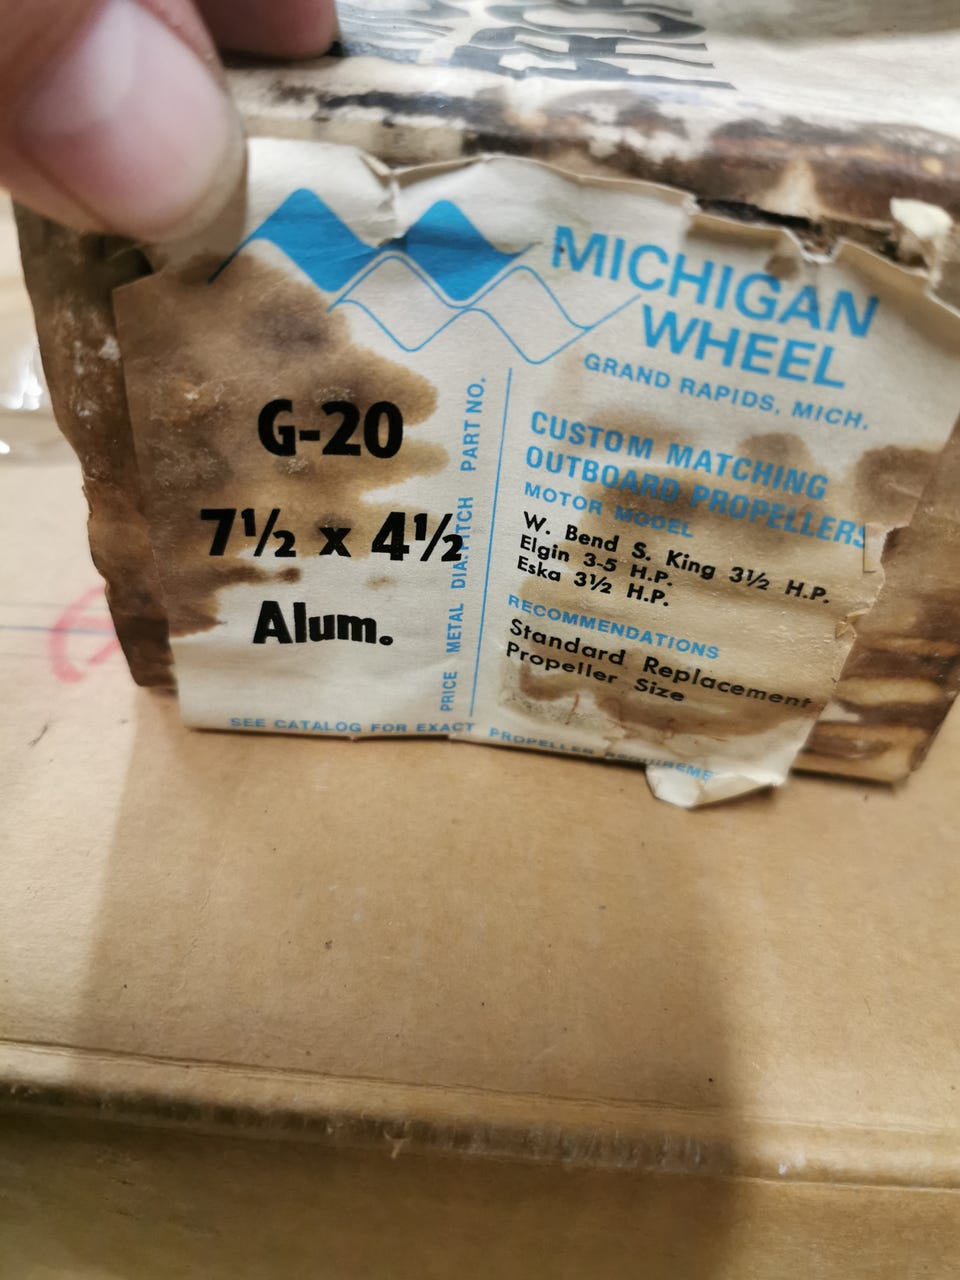 MICHIGAN
WHEEL
GRAND RAPIDS, MICH.
G-20
7½ x 4½
Alum.
PRICE METAL DIA. PITCH PART NO.
CUSTOM MATCHING
OUTBOARD PROPELLERS
MOTOR MODEL
W. Bend S. King 3½ H.P.
Elgin 3-5 H.P.
Eska 3½ H.P.
RECOMMENDATIONS
Standard Replacement
Propeller Size
SEE CATALOG FOR EXACT PROPELLER REQUIREME